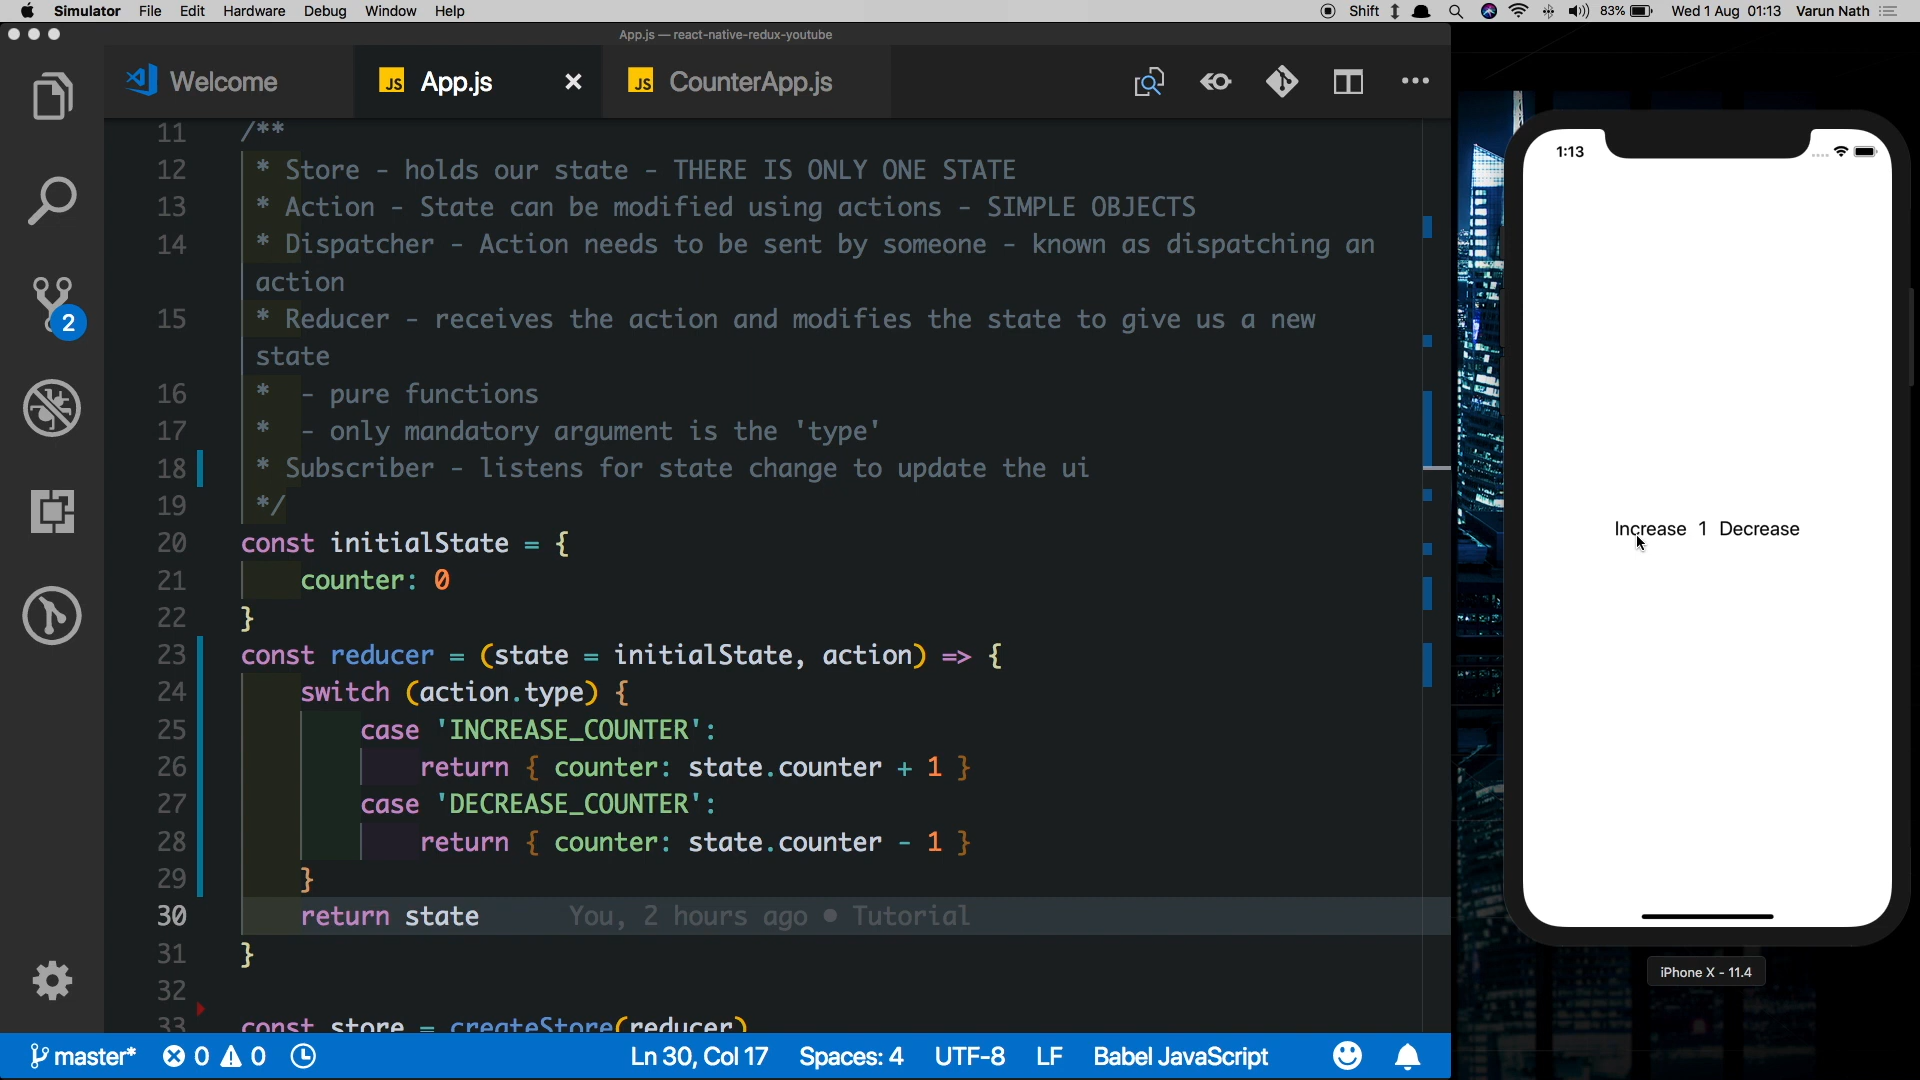 Simulator File Edit Hardware Debug Window Help
Shift 83% Wed 1 Aug 01:13 Varun Nath
App.js — react-native-redux-youtube
Welcome
JS App.js
JS CounterApp.js
11 /**
12 * Store - holds our state - THERE IS ONLY ONE STATE
13 * Action - State can be modified using actions - SIMPLE OBJECTS
14 * Dispatcher - Action needs to be sent by someone - known as dispatching an
action
15 * Reducer - receives the action and modifies the state to give us a new
state
16 * - pure functions
17 * - only mandatory argument is the 'type'
18 * Subscriber - listens for state change to update the ui
19 */
20 const initialState = {
21 counter: 0
22 }
23 const reducer = (state = initialState, action) => {
24 switch (action.type) {
25 case 'INCREASE_COUNTER':
26 return { counter: state.counter + 1 }
27 case 'DECREASE_COUNTER':
28 return { counter: state.counter - 1 }
29 }
30 return state You, 2 hours ago • Tutorial
31 }
32
33 const store = createStore(reducer)
2
master* 0 0 Ln 30, Col 17 Spaces: 4 UTF-8 LF Babel JavaScript
1:13
Increase 1 Decrease
iPhone X - 11.4